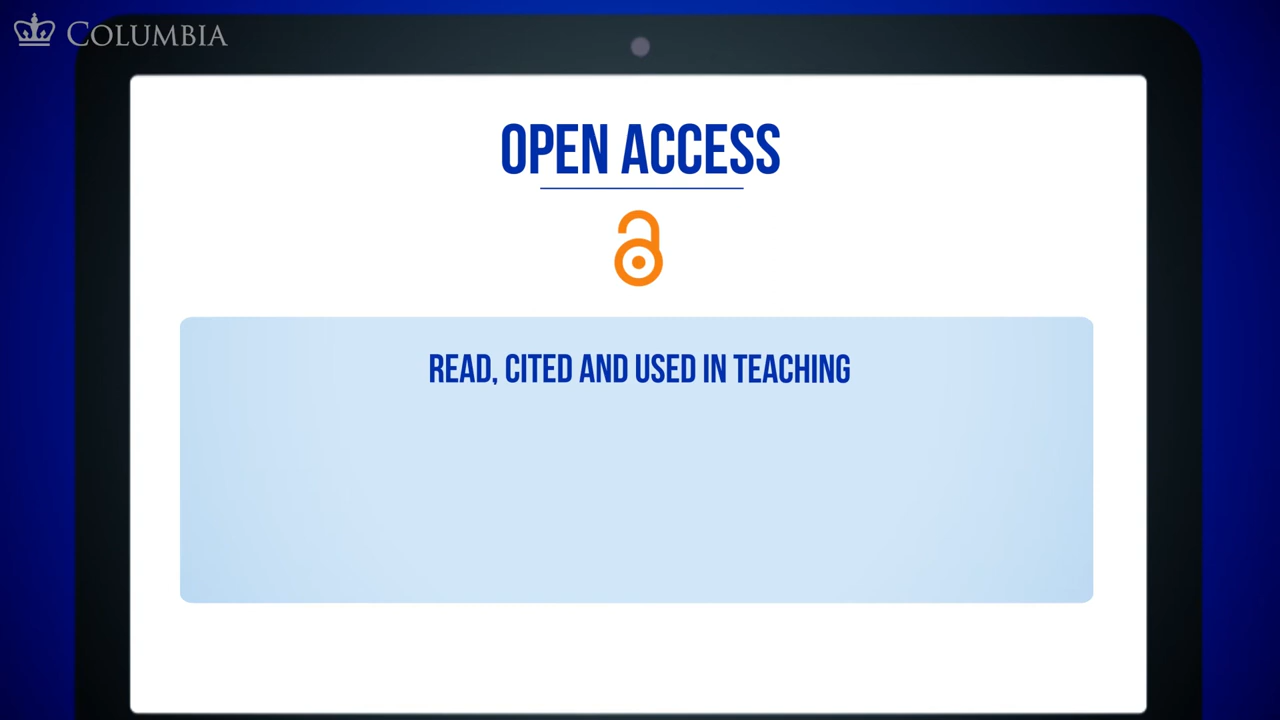 COLUMBIA
OPEN ACCESS
READ, CITED AND USED IN TEACHING